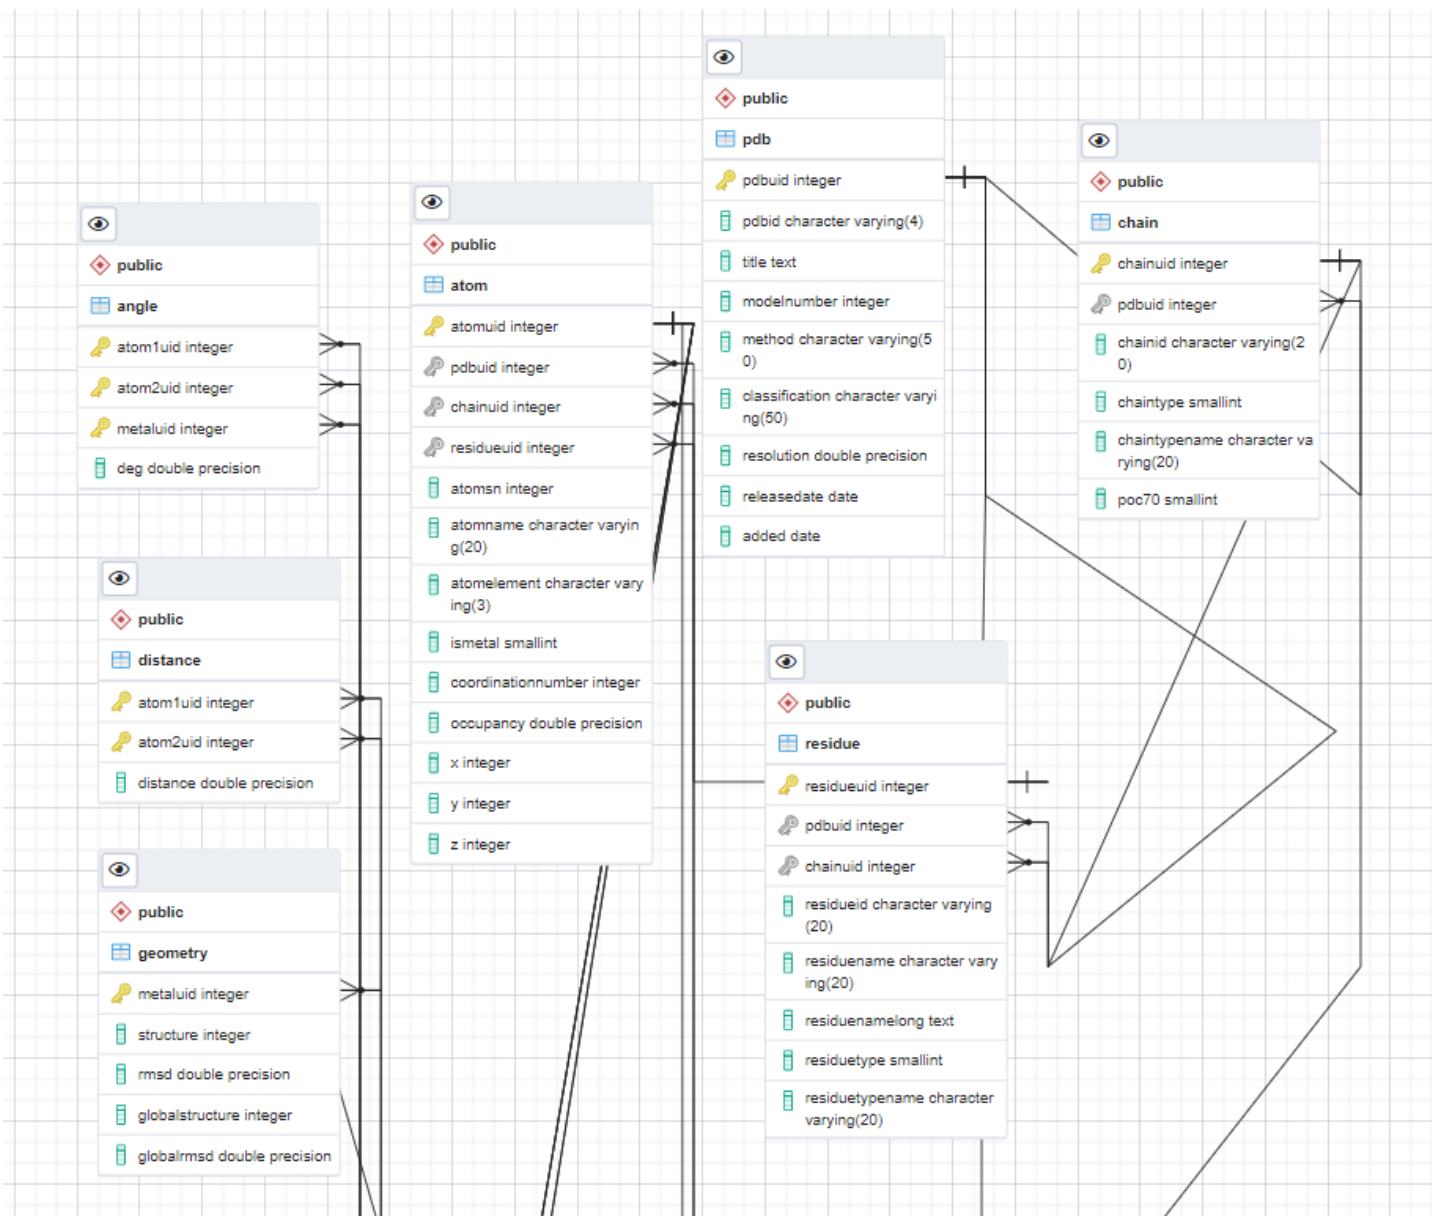 public
pdb
pdbuid integer
pdbid character varying(4)
title text
modelnumber integer
method character varying(5
0)
classification character varyi
ng(50)
resolution double precision
releasedate date
added date
public
chain
chainuid integer
pdbuid integer
chainid character varying(2
0)
chaintype smallint
chaintypename character va
rying(20)
poc70 smallint
public
atom
atomuid integer
pdbuid integer
chainuid integer
residueuid integer
atomsn integer
atomname character varyin
g(20)
atomelement character vary
ing(3)
ismetal smallint
coordinationnumber integer
occupancy double precision
x integer
y integer
z integer
public
angle
atom1uid integer
atom2uid integer
metaluid integer
deg double precision
public
distance
atom1uid integer
atom2uid integer
distance double precision
public
residue
residueuid integer
pdbuid integer
chainuid integer
residueid character varying
(20)
residuename character vary
ing(20)
residuenamelong text
residuetype smallint
residuetypename character
varying(20)
public
geometry
metaluid integer
structure integer
rmsd double precision
globalstructure integer
globalrmsd double precision